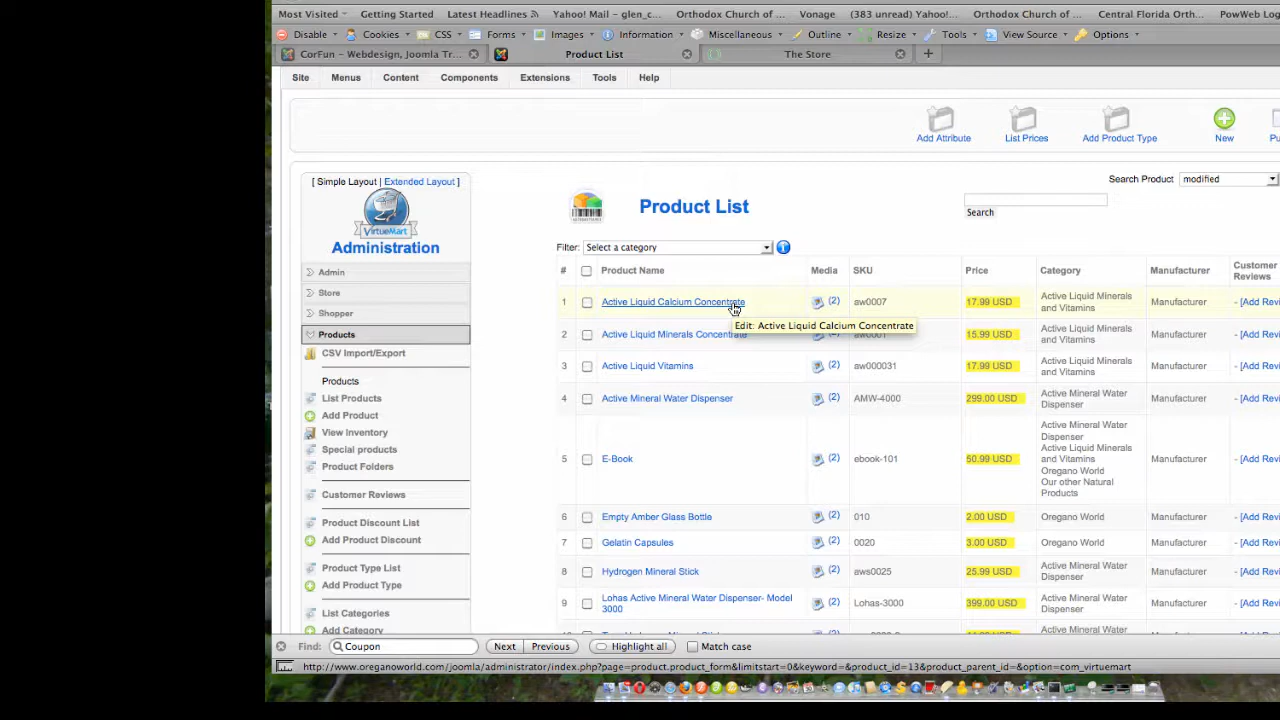 Most Visited Getting Started Latest Headlines Yahoo! Mail – glen_c... Orthodox Church of ... Vonage (383 unread) Yahoo!... Orthodox Church of ... Central Florida Orth... PowWeb Log
Disable Cookies CSS Forms Images Information Miscellaneous Outline Resize Tools View Source Options
CorFun – Webdesign, Joomla Tr... Product List The Store
Site Menus Content Components Extensions Tools Help
Add Attribute List Prices Add Product Type New Pu
[ Simple Layout | Extended Layout ]
VirtueMart
Administration
Admin
Store
Shopper
Products
CSV Import/Export
Products
List Products
Add Product
View Inventory
Special products
Product Folders
Customer Reviews
Product Discount List
Add Product Discount
Product Type List
Add Product Type
List Categories
Add Category
Search Product modified
Product List
Search
Filter: Select a category
# Product Name Media SKU Price Category Manufacturer Customer Reviews
1 Active Liquid Calcium Concentrate (2) aw0007 17.99 USD Active Liquid Minerals and Vitamins Manufacturer - [Add Revi
Edit: Active Liquid Calcium Concentrate
2 Active Liquid Minerals Concentrate (2) aw0001 15.99 USD Active Liquid Minerals and Vitamins Manufacturer - [Add Revi
3 Active Liquid Vitamins (2) aw000031 17.99 USD Active Liquid Minerals and Vitamins Manufacturer - [Add Revi
4 Active Mineral Water Dispenser (2) AMW-4000 299.00 USD Active Mineral Water Dispenser Manufacturer - [Add Revi
5 E-Book (2) ebook-101 50.99 USD Active Mineral Water Dispenser Active Liquid Minerals and Vitamins Oregano World Our other Natural Products Manufacturer - [Add Revi
6 Empty Amber Glass Bottle (2) 010 2.00 USD Oregano World Manufacturer - [Add Revi
7 Gelatin Capsules (2) 0020 3.00 USD Oregano World Manufacturer - [Add Revi
8 Hydrogen Mineral Stick (2) aws0025 25.99 USD Active Mineral Water Dispenser Manufacturer - [Add Revi
9 Lohas Active Mineral Water Dispenser- Model 3000 (2) Lohas-3000 399.00 USD Active Mineral Water Dispenser Manufacturer - [Add Revi
Find: Coupon Next Previous Highlight all Match case
http://www.oreganoworld.com/joomla/administrator/index.php?page=product.product_form&limitstart=0&keyword=&product_id=13&product_parent_id=&option=com_virtuemart